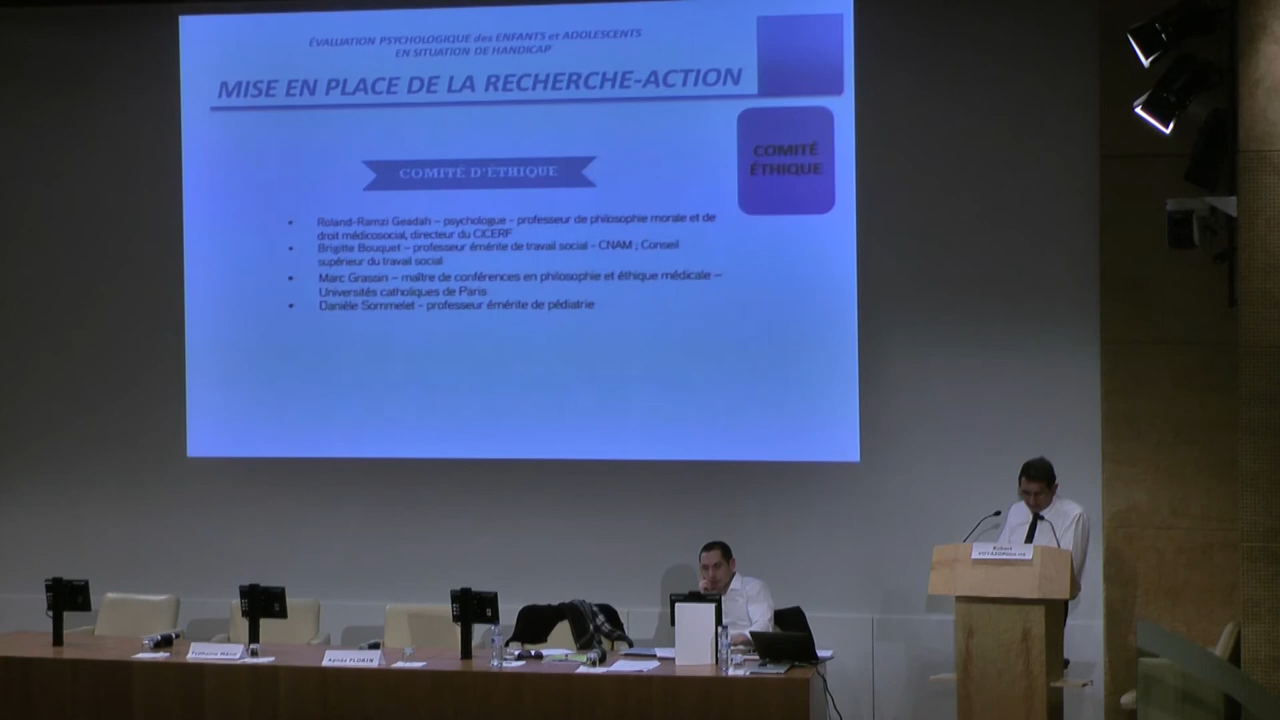 ÉVALUATION PSYCHOLOGIQUE des ENFANTS et ADOLESCENTS
EN SITUATION DE HANDICAP
MISE EN PLACE DE LA RECHERCHE-ACTION
COMITÉ
ÉTHIQUE
COMITÉ D'ÉTHIQUE
• Roland-Ramzi Geadah – psychologue - professeur de philosophie morale et de
droit médicosocial, directeur du CICERF
• Brigitte Bouquet – professeur émérite de travail social - CNAM ; Conseil
supérieur du travail social
• Marc Grassin – maître de conférences en philosophie et éthique médicale –
Universités catholiques de Paris
• Danièle Sommelet - professeur émérite de pédiatrie
Robert
VOYAZOPOULOS
Agnès FLORIN